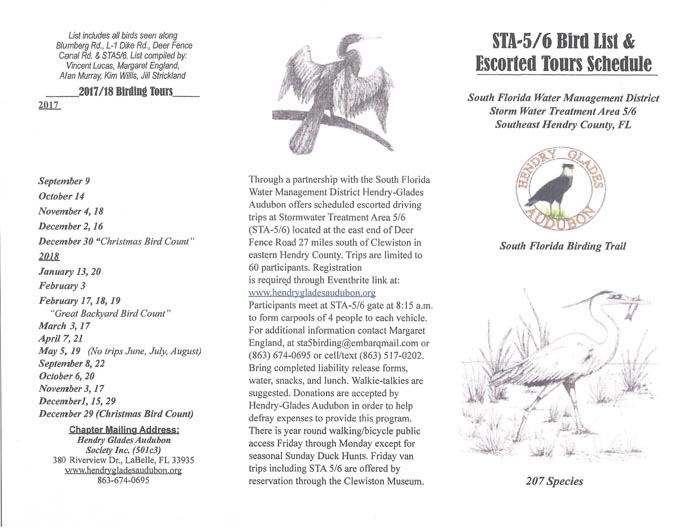 List includes all birds seen along
Blumberg Rd., L-1 Dike Rd., Deer Fence
Canal Rd. & STA5/6. List compiled by:
Vincent Lucas, Margaret England,
Alan Murray, Kim Willis, Jill Strickland
2017/18 Birding Tours
2017
September 9
October 14
November 4, 18
December 2, 16
December 30 “Christmas Bird Count”
2018
January 13, 20
February 3
February 17, 18, 19
“Great Backyard Bird Count”
March 3, 17
April 7, 21
May 5, 19 (No trips June, July, August)
September 8, 22
October 6, 20
November 3, 17
December1, 15, 29
December 29 (Christmas Bird Count)
Chapter Mailing Address:
Hendry Glades Audubon
Society Inc, (501c3)
380 Riverview Dr., LaBelle, FL 33935
www.hendrygladesaudubon.org
863-674-0695
Through a partnership with the South Florida
Water Management District Hendry-Glades
Audubon offers scheduled escorted driving
trips at Stormwater Treatment Area 5/6
(STA-5/6) located at the east end of Deer
Fence Road 27 miles south of Clewiston in
eastern Hendry County. Trips are limited to
60 participants. Registration
is required through Eventbrite link at:
www.hendrygladesaudubon.org
Participants meet at STA-5/6 gate at 8:15 a.m.
to form carpools of 4 people to each vehicle.
For additional information contact Margaret
England, at sta5birding@embarqmail.com or
(863) 674-0695 or cell/text (863) 517-0202.
Bring completed liability release forms,
water, snacks, and lunch. Walkie-talkies are
suggested. Donations are accepted by
Hendry-Glades Audubon in order to help
defray expenses to provide this program.
There is year round walking/bicycle public
access Friday through Monday except for
seasonal Sunday Duck Hunts. Friday van
trips including STA 5/6 are offered by
reservation through the Clewiston Museum.
STA-5/6 Bird List &
Escorted Tours Schedule
South Florida Water Management District
Storm Water Treatment Area 5/6
Southeast Hendry County, FL
HENDRY GLADES
AUDUBON
South Florida Birding Trail
207 Species